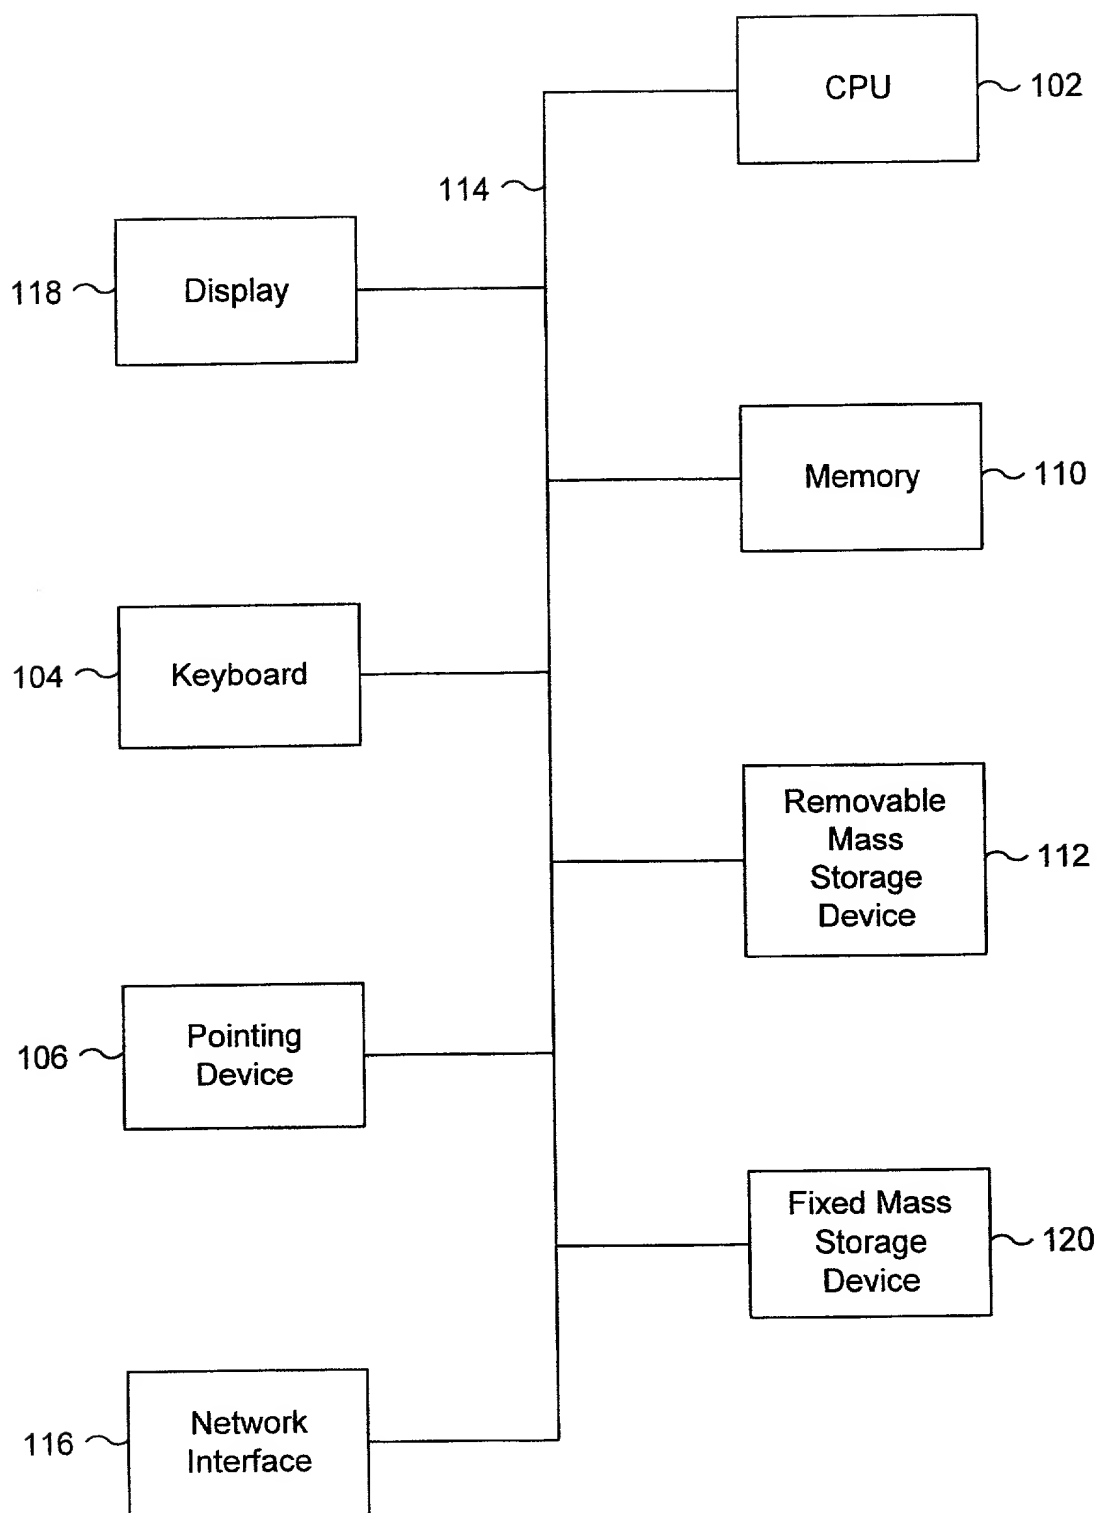 CPU
102
114
118
Display
Memory
110
104
Keyboard
Removable
Mass
Storage
Device
112
106
Pointing
Device
Fixed Mass
Storage
Device
120
116
Network
Interface